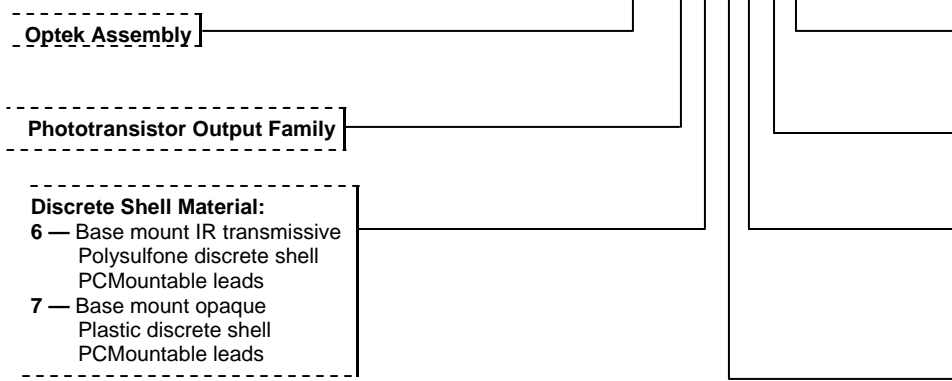 Optek Assembly
Phototransistor Output Family
Discrete Shell Material:
6 — Base mount IR transmissive
Polysulfone discrete shell
PCMountable leads
7 — Base mount opaque
Plastic discrete shell
PCMountable leads